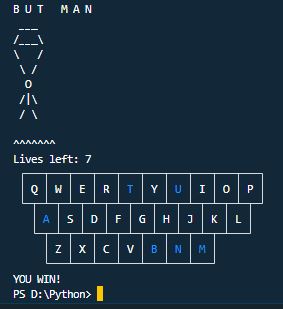 B U T   M A N
Lives left: 7
Q W E R T Y U I O P
A S D F G H J K L
Z X C V B N M
YOU WIN!
PS D:\Python>